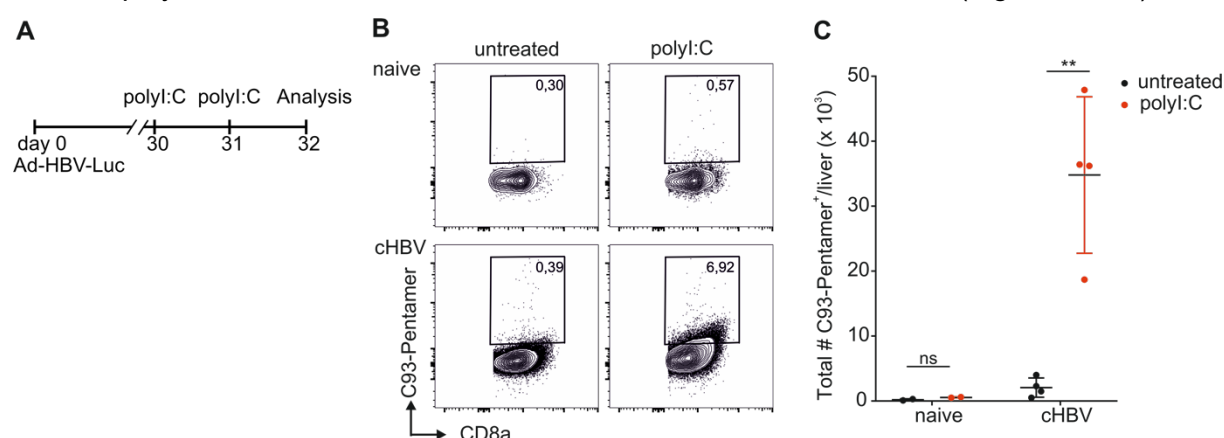 A
polyI:C polyI:C Analysis
day 0 30 31 32
Ad-HBV-Luc
B
untreated polyI:C
naive
0,30 0,57
cHBV
0,39 6,92
C93-Pentamer
CD8a
C
Total # C93-Pentamer+/liver (x 10³)
50
40
30
20
10
0
ns
**
naive cHBV
untreated
polyI:C